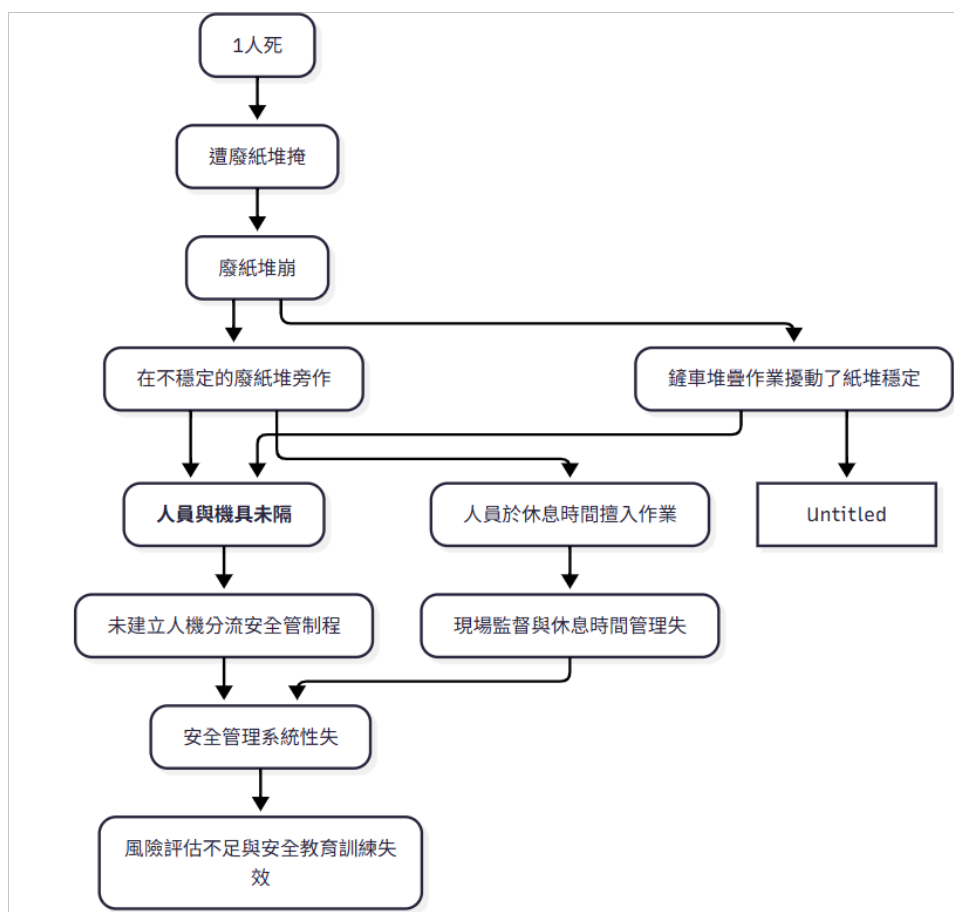 1人死
遭廢紙堆掩
廢紙堆崩
在不穩定的廢紙堆旁作
鏟車堆疊作業擾動了紙堆穩定
人員與機具未隔
人員於休息時間擅入作業
Untitled
未建立人機分流安全管制程
現場監督與休息時間管理失
安全管理系統性失
風險評估不足與安全教育訓練失
效